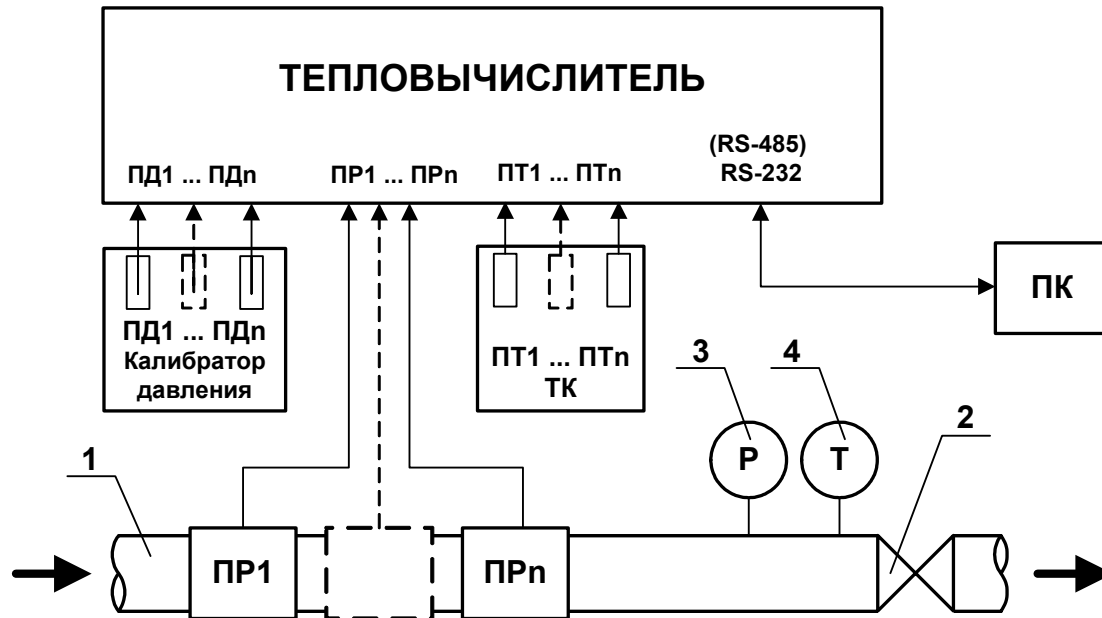 ТЕПЛОВЫЧИСЛИТЕЛЬ
(RS-485)
RS-232
ПД1 ... ПДn
ПР1 ... ПРn
ПТ1 ... ПТn
ПД1 ... ПДn
Калибратор
давления
ПТ1 ... ПТn
ТК
ПК
3
4
2
1
P
T
ПР1
ПРn